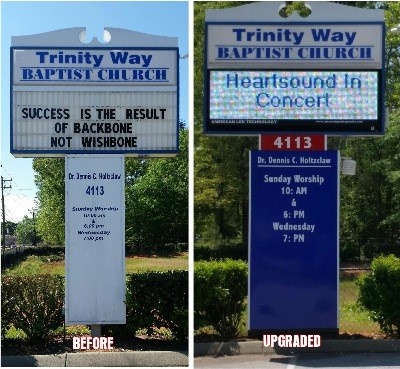 Trinity Way
BAPTIST CHURCH
SUCCESS IS THE RESULT
OF BACKBONE
NOT WISHBONE
Dr. Dennis C. Holtzclaw
4113
Sunday Worship
10:00 am
&
6:00 pm
Wednesday
7:00 pm
BEFORE
Trinity Way
BAPTIST CHURCH
Heartsound In
Concert
AMERICAN LED TECHNOLOGY
4113
Dr. Dennis C. Holtzclaw
Sunday Worship
10: AM
&
6: PM
Wednesday
7: PM
UPGRADED